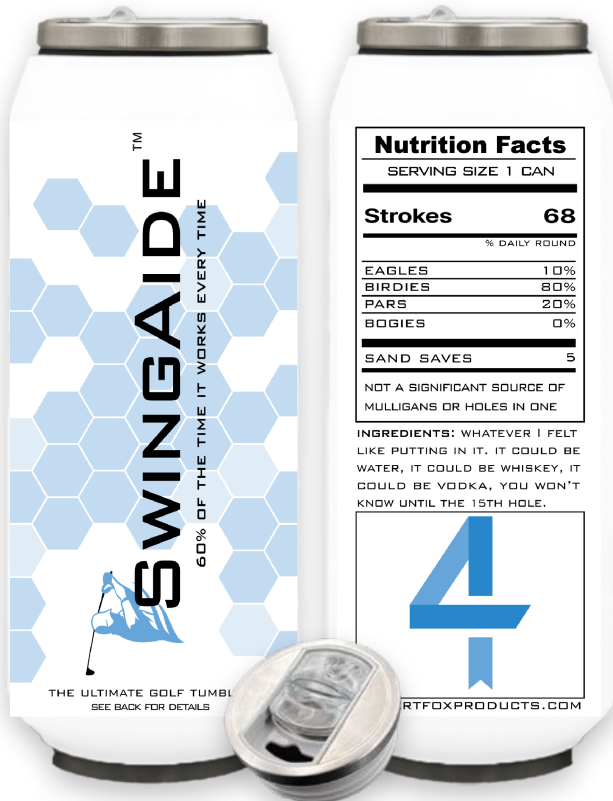 SWINGAIDE™
60% OF THE TIME IT WORKS EVERY TIME
THE ULTIMATE GOLF TUMBL
SEE BACK FOR DETAILS
Nutrition Facts
SERVING SIZE 1 CAN
Strokes 68
% DAILY ROUND
EAGLES 10%
BIRDIES 80%
PARS 20%
BOGIES 0%
SAND SAVES 5
NOT A SIGNIFICANT SOURCE OF
MULLIGANS OR HOLES IN ONE
INGREDIENTS: WHATEVER I FELT
LIKE PUTTING IN IT. IT COULD BE
WATER, IT COULD BE WHISKEY, IT
COULD BE VODKA, YOU WON'T
KNOW UNTIL THE 15TH HOLE.
4
RTFOXPRODUCTS.COM